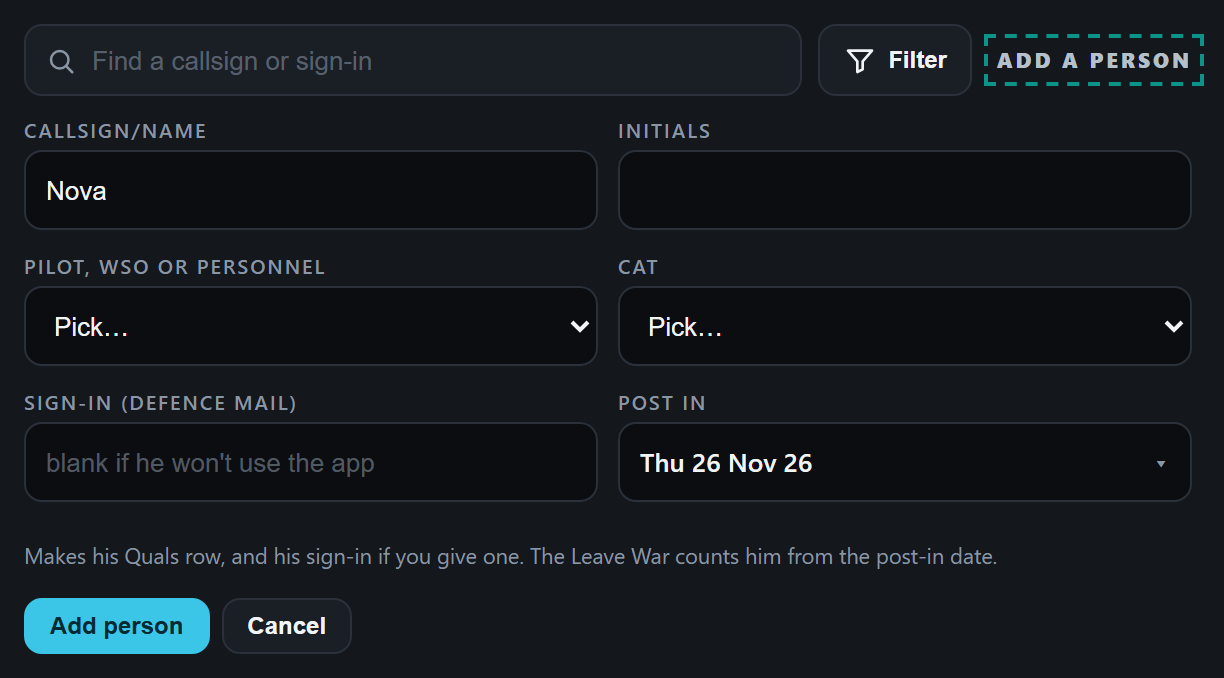 Find a callsign or sign-in
Filter
ADD A PERSON
CALLSIGN/NAME
INITIALS
Nova
PILOT, WSO OR PERSONNEL
CAT
Pick…
Pick…
SIGN-IN (DEFENCE MAIL)
POST IN
blank if he won't use the app
Thu 26 Nov 26
Makes his Quals row, and his sign-in if you give one. The Leave War counts him from the post-in date.
Add person
Cancel